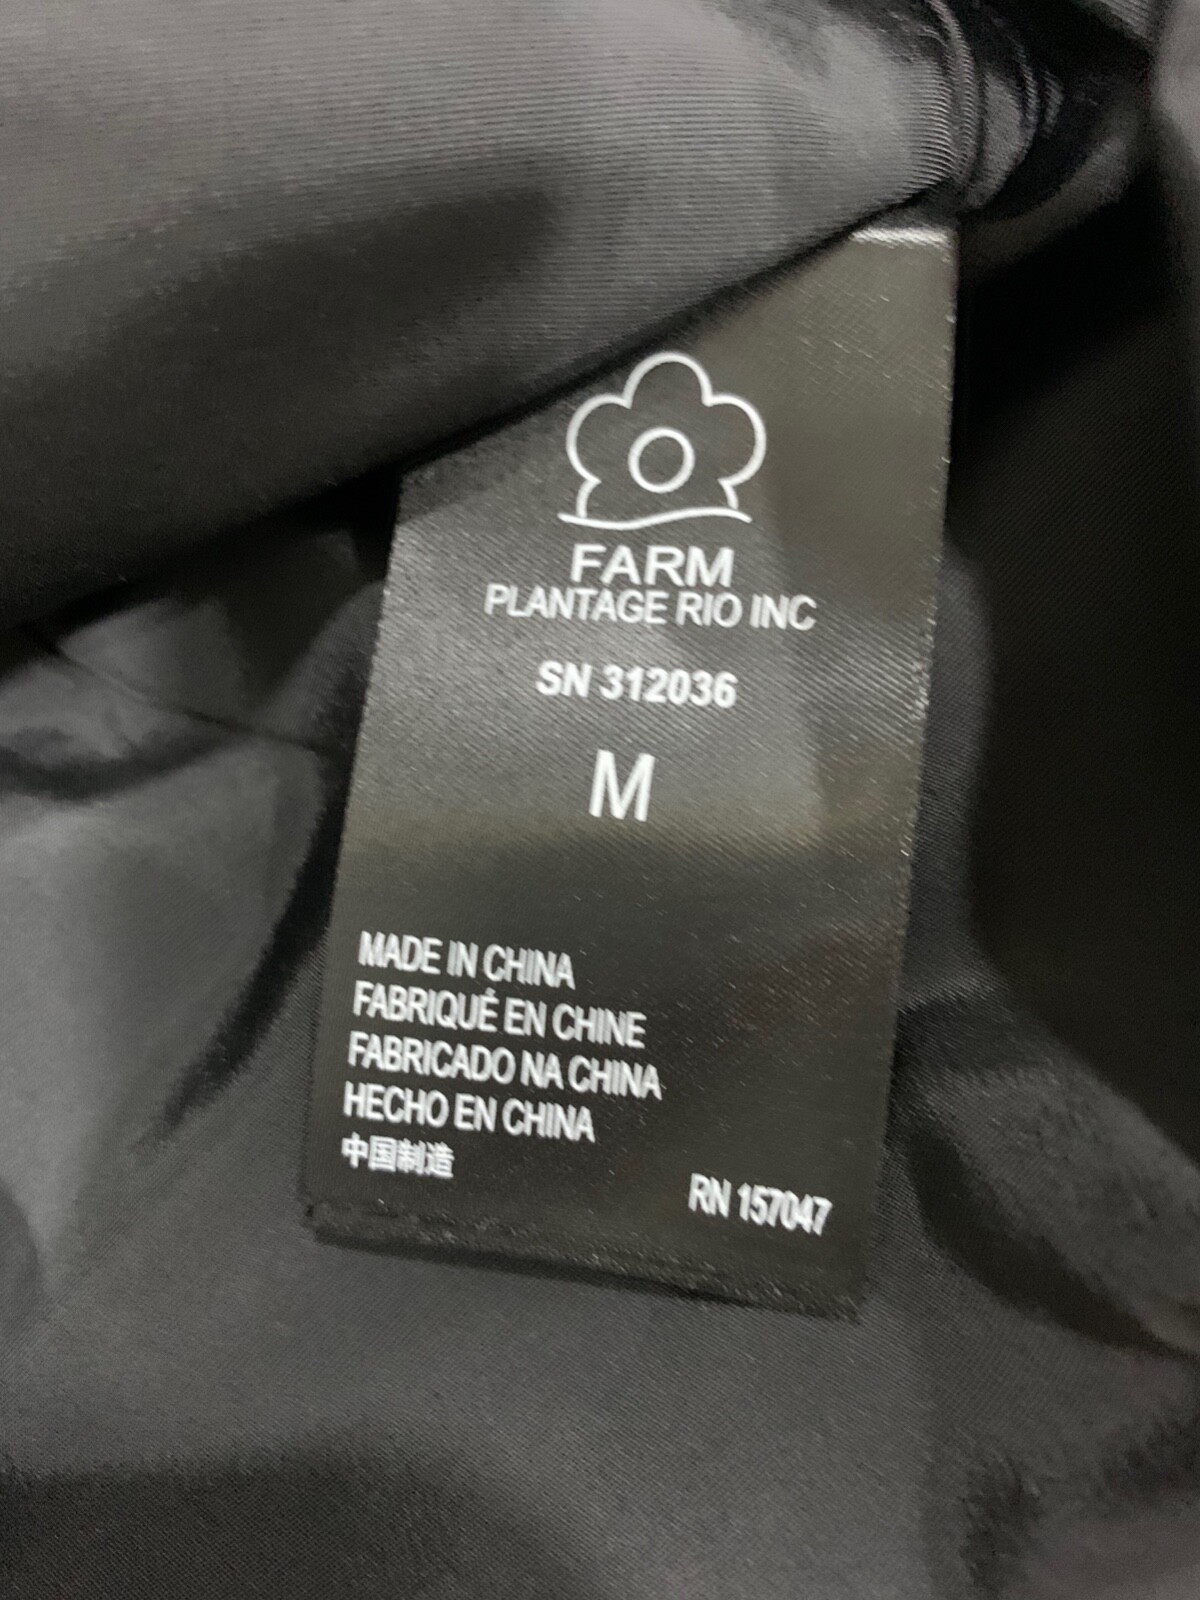 FARM
PLANTAGE RIO INC
SN 312036
M
MADE IN CHINA
FABRIQUÉ EN CHINE
FABRICADO NA CHINA
HECHO EN CHINA
中国制造
RN 157047